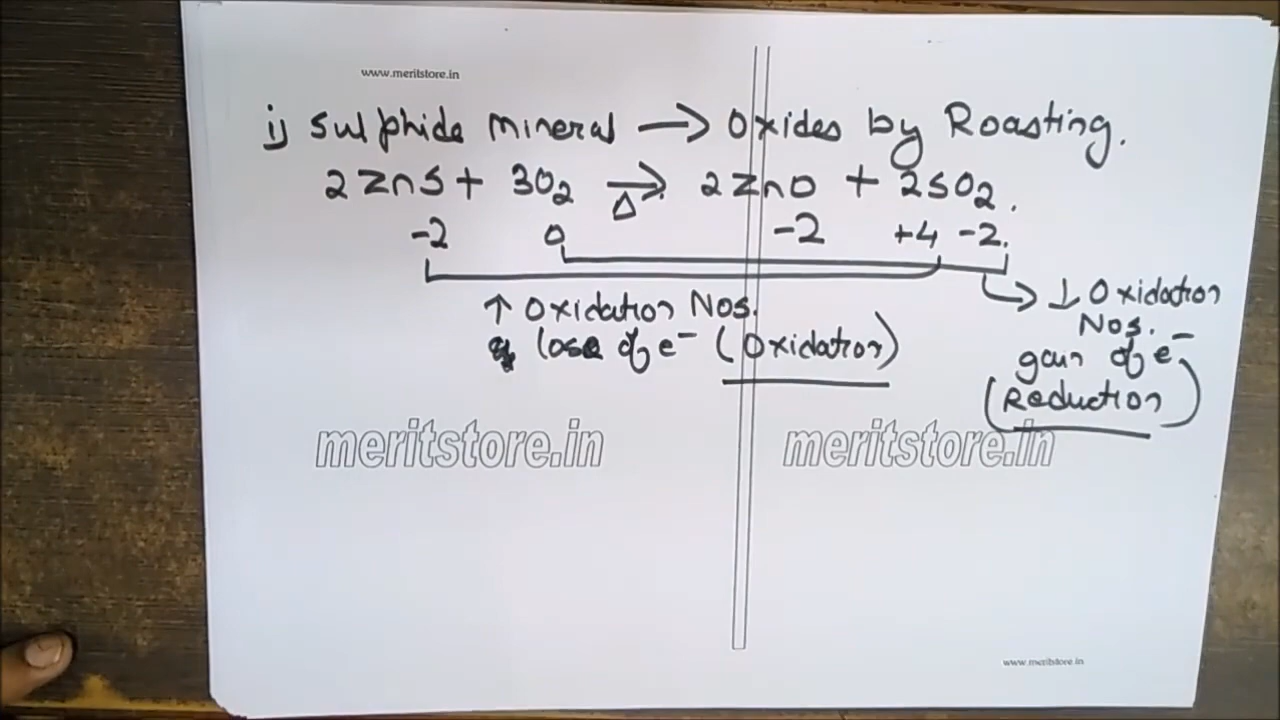 www.meritstore.in
i) Sulphide mineral → Oxides by Roasting.
2ZnS + 3O₂ →Δ 2ZnO + 2SO₂.
-2 0 -2 +4 -2.
↑ Oxidation Nos.
lose of e⁻ (Oxidation)
→ ↓ Oxidation
Nos.
gain of e⁻
(Reduction)
meritstore.in meritstore.in
www.meritstore.in